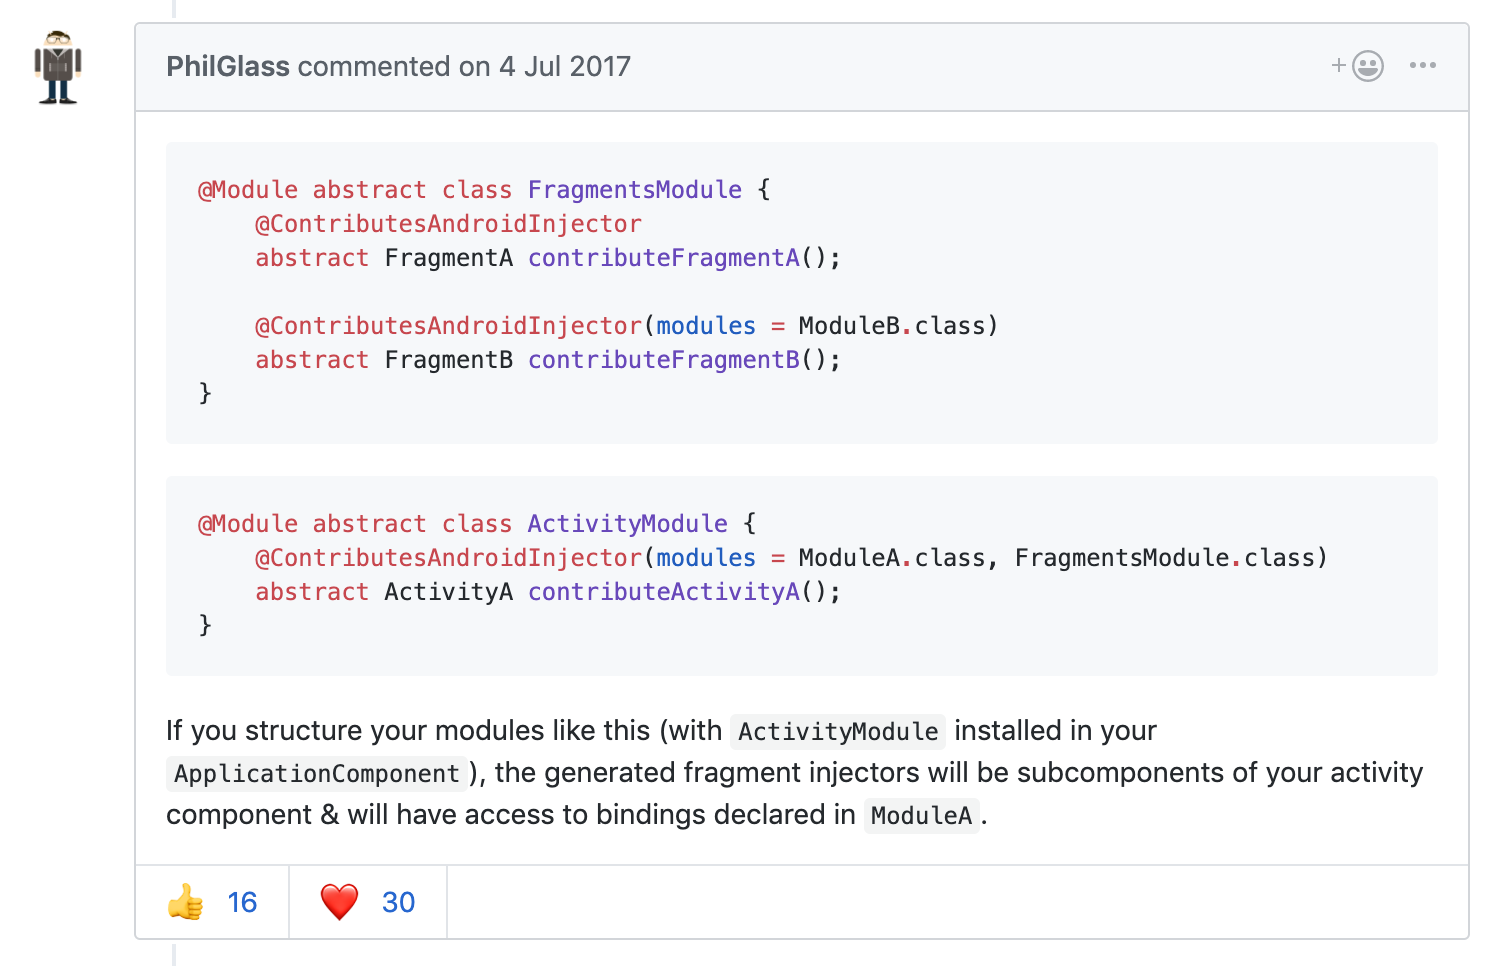 PhilGlass commented on 4 Jul 2017
@Module abstract class FragmentsModule {
    @ContributesAndroidInjector
    abstract FragmentA contributeFragmentA();

    @ContributesAndroidInjector(modules = ModuleB.class)
    abstract FragmentB contributeFragmentB();
}
@Module abstract class ActivityModule {
    @ContributesAndroidInjector(modules = ModuleA.class, FragmentsModule.class)
    abstract ActivityA contributeActivityA();
}
If you structure your modules like this (with ActivityModule installed in your
ApplicationComponent), the generated fragment injectors will be subcomponents of your activity
component & will have access to bindings declared in ModuleA.
👍 16 ❤️ 30